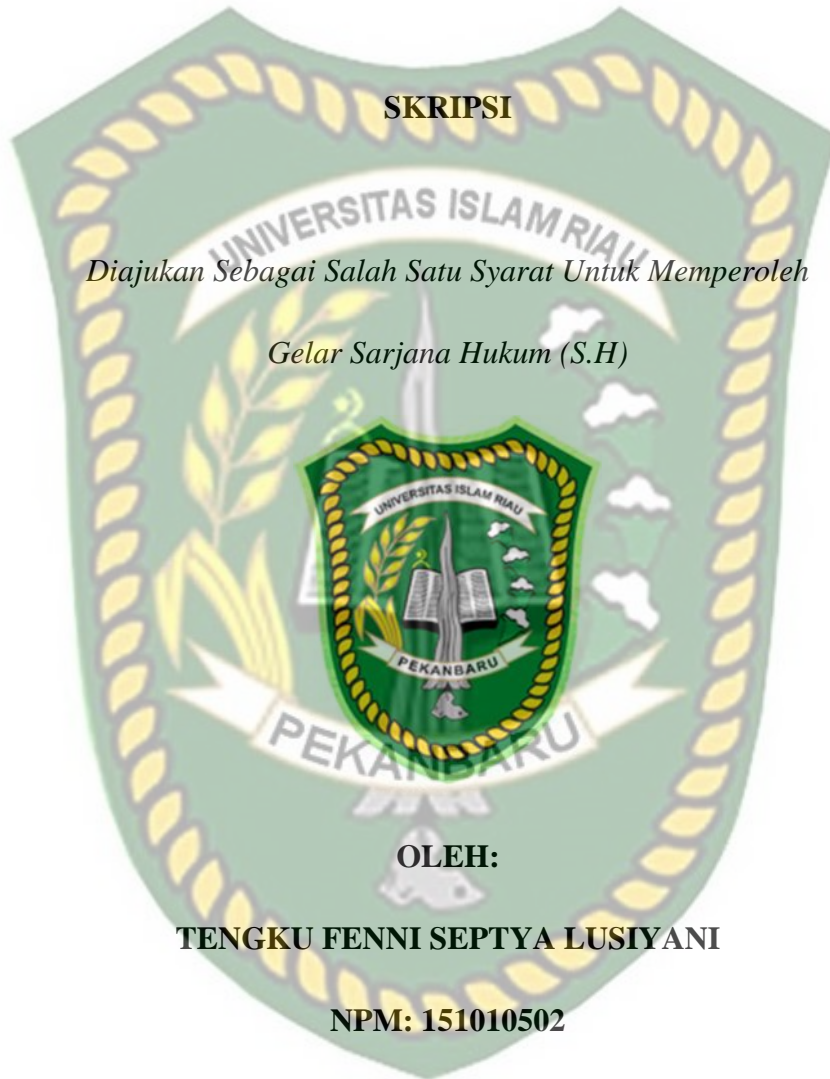 SKRIPSI
UNIVERSITAS ISLAM RIAU
Diajukan Sebagai Salah Satu Syarat Untuk Memperoleh
Gelar Sarjana Hukum (S.H)
UNIVERSITAS ISLAM RIAU
PEKANBARU
PEKANBARU
OLEH:
TENGKU FENNI SEPTYA LUSIYANI
NPM: 151010502